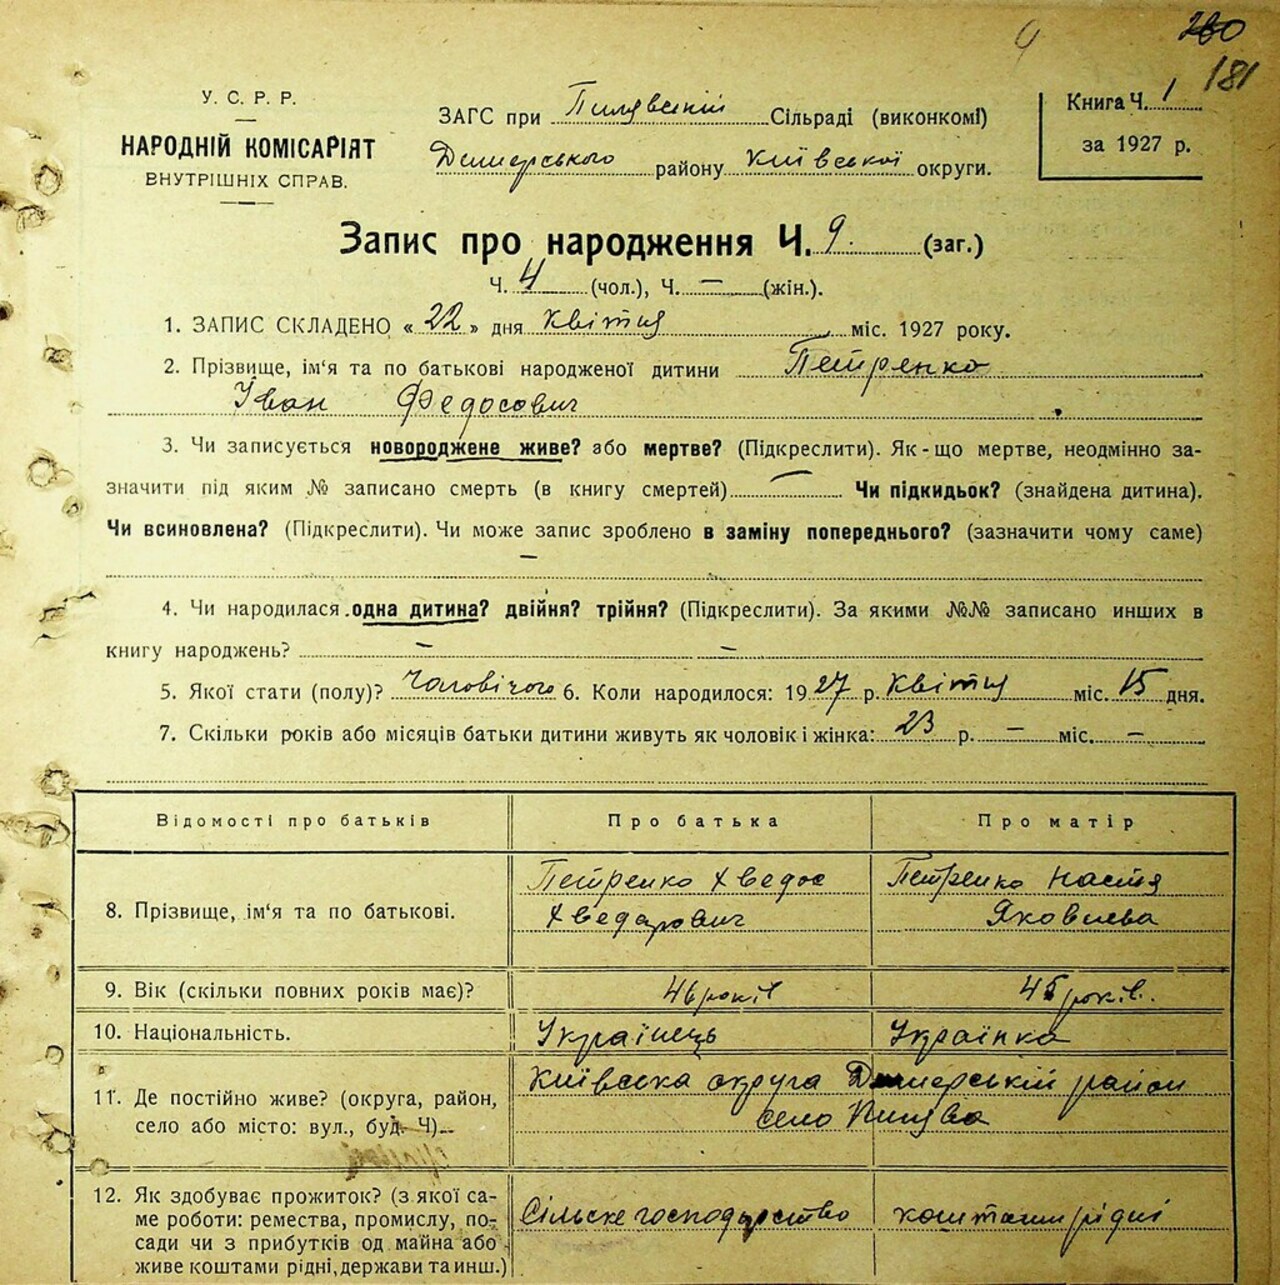 9 280
181
У. С. Р. Р.
НАРОДНІЙ КОМІСАРІЯТ
ВНУТРІШНІХ СПРАВ.
ЗАГС при Пилявській Сільраді (виконкомі)
Димерського району Київської округи.
Книга Ч. 1
за 1927 р.
Запис про народження Ч. 9. (заг.)
Ч. 4 (чол.), Ч. — (жін.).
1. ЗАПИС СКЛАДЕНО «22» дня Квітня міс. 1927 року.
2. Прізвище, ім'я та по батькові народженої дитини Петренко
Іван Федосович
3. Чи записується новороджене живе? або мертве? (Підкреслити). Як-що мертве, неодмінно за-
значити під яким № записано смерть (в книгу смертей) — Чи підкидьок? (знайдена дитина).
Чи всиновлена? (Підкреслити). Чи може запис зроблено в заміну попереднього? (зазначити чому саме)
—
4. Чи народилася одна дитина? двійня? трійня? (Підкреслити). За якими №№ записано инших в
книгу народжень? — —
5. Якої стати (полу)? Чоловічого 6. Коли народилося: 1927 р. Квітня міс. 15 дня.
7. Скільки років або місяців батьки дитини живуть як чоловік і жінка: 23 р. — міс. —
Відомості про батьків Про батька Про матір
8. Прізвище, ім'я та по батькові. Петренко Хведос Петренко Настя
Хведарович Яковлева
9. Вік (скільки повних років має)? 46 років 45 років.
10. Національність. Українець Українка
11. Де постійно живе? (округа, район, Київська округа Димерській район
село або місто: вул., буд. Ч) село Пилява
12. Як здобуває прожиток? (з якої са- Сільске господарство коштами рідні
ме роботи: ремества, промислу, по-
сади чи з прибутків од майна або
живе коштами рідні, держави та инш.)